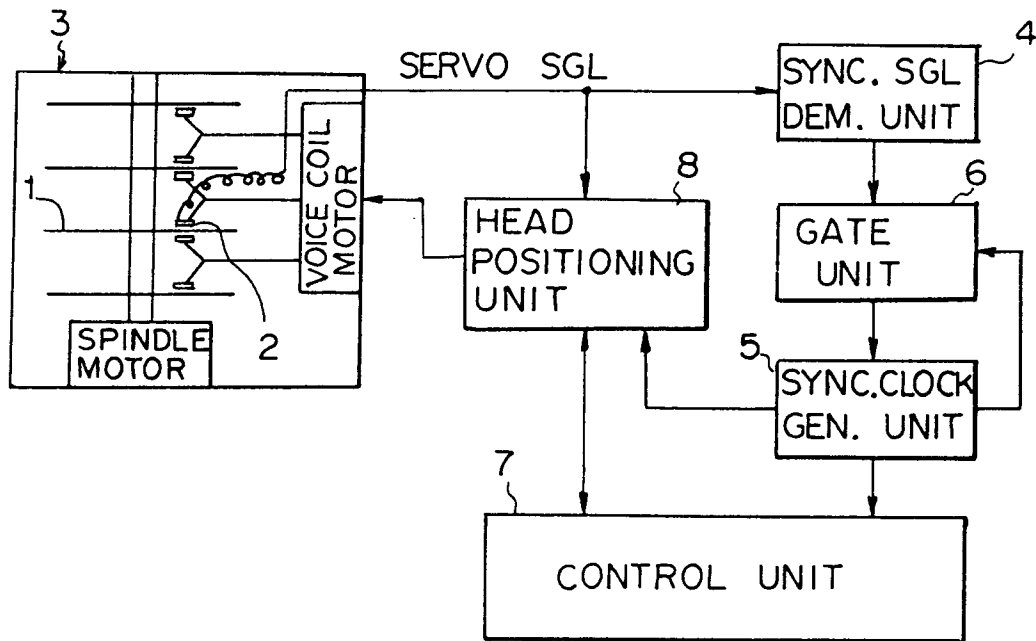 3
SERVO SGL
4
SYNC. SGL
DEM. UNIT
1
VOICE COIL
MOTOR
8
HEAD
POSITIONING
UNIT
6
GATE
UNIT
2
SPINDLE
MOTOR
5
SYNC. CLOCK
GEN. UNIT
7
CONTROL UNIT